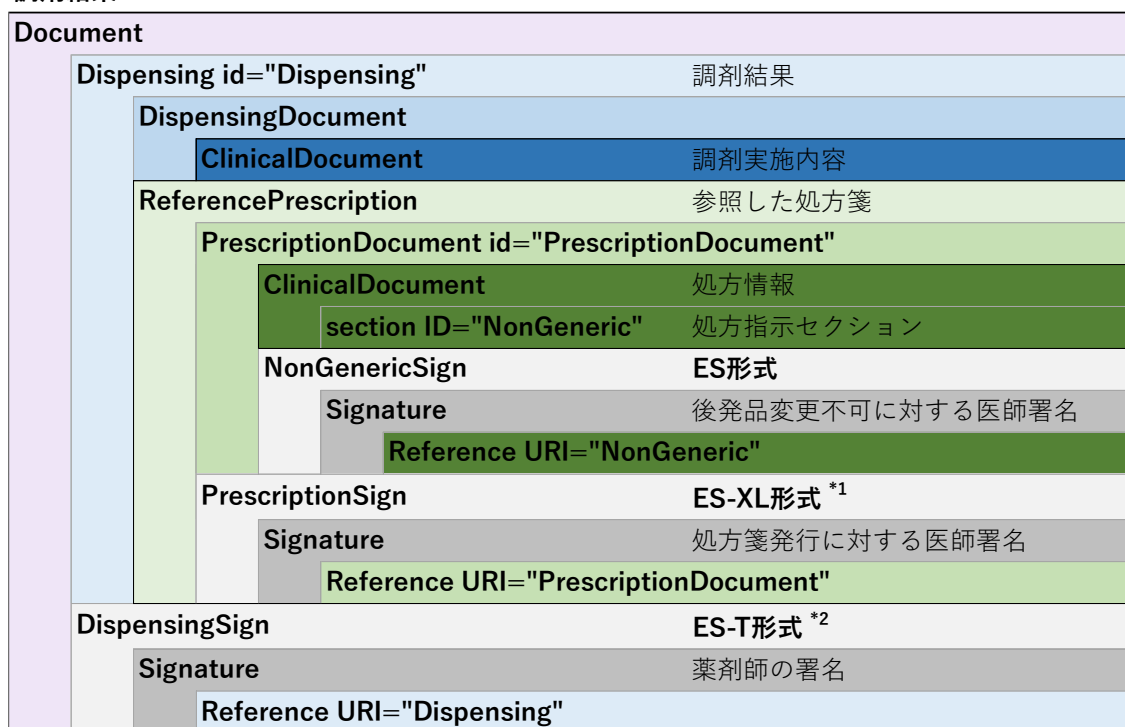 Document
Dispensing id="Dispensing" 調剤結果
DispensingDocument
ClinicalDocument 調剤実施内容
ReferencePrescription 参照した処方箋
PrescriptionDocument id="PrescriptionDocument"
ClinicalDocument 処方情報
section ID="NonGeneric" 処方指示セクション
NonGenericSign ES形式
Signature 後発品変更不可に対する医師署名
Reference URI="NonGeneric"
PrescriptionSign ES-XL形式 *1
Signature 処方箋発行に対する医師署名
Reference URI="PrescriptionDocument"
DispensingSign ES-T形式 *2
Signature 薬剤師の署名
Reference URI="Dispensing"